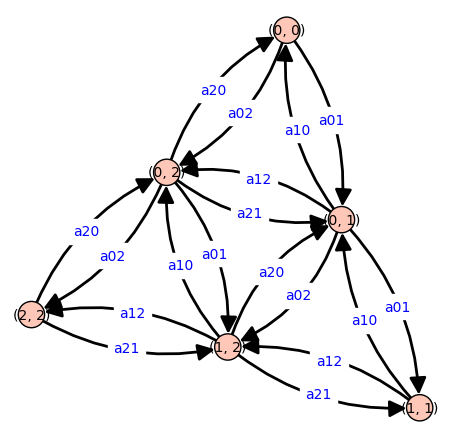 (0, 0)
a20
a02
a01
a10
(0, 2)
a12
a21
(0, 1)
a20
a02
a10
a01
a20
a02
a01
a10
(2, 2)
a12
a21
(1, 2)
a12
a21
(1, 1)